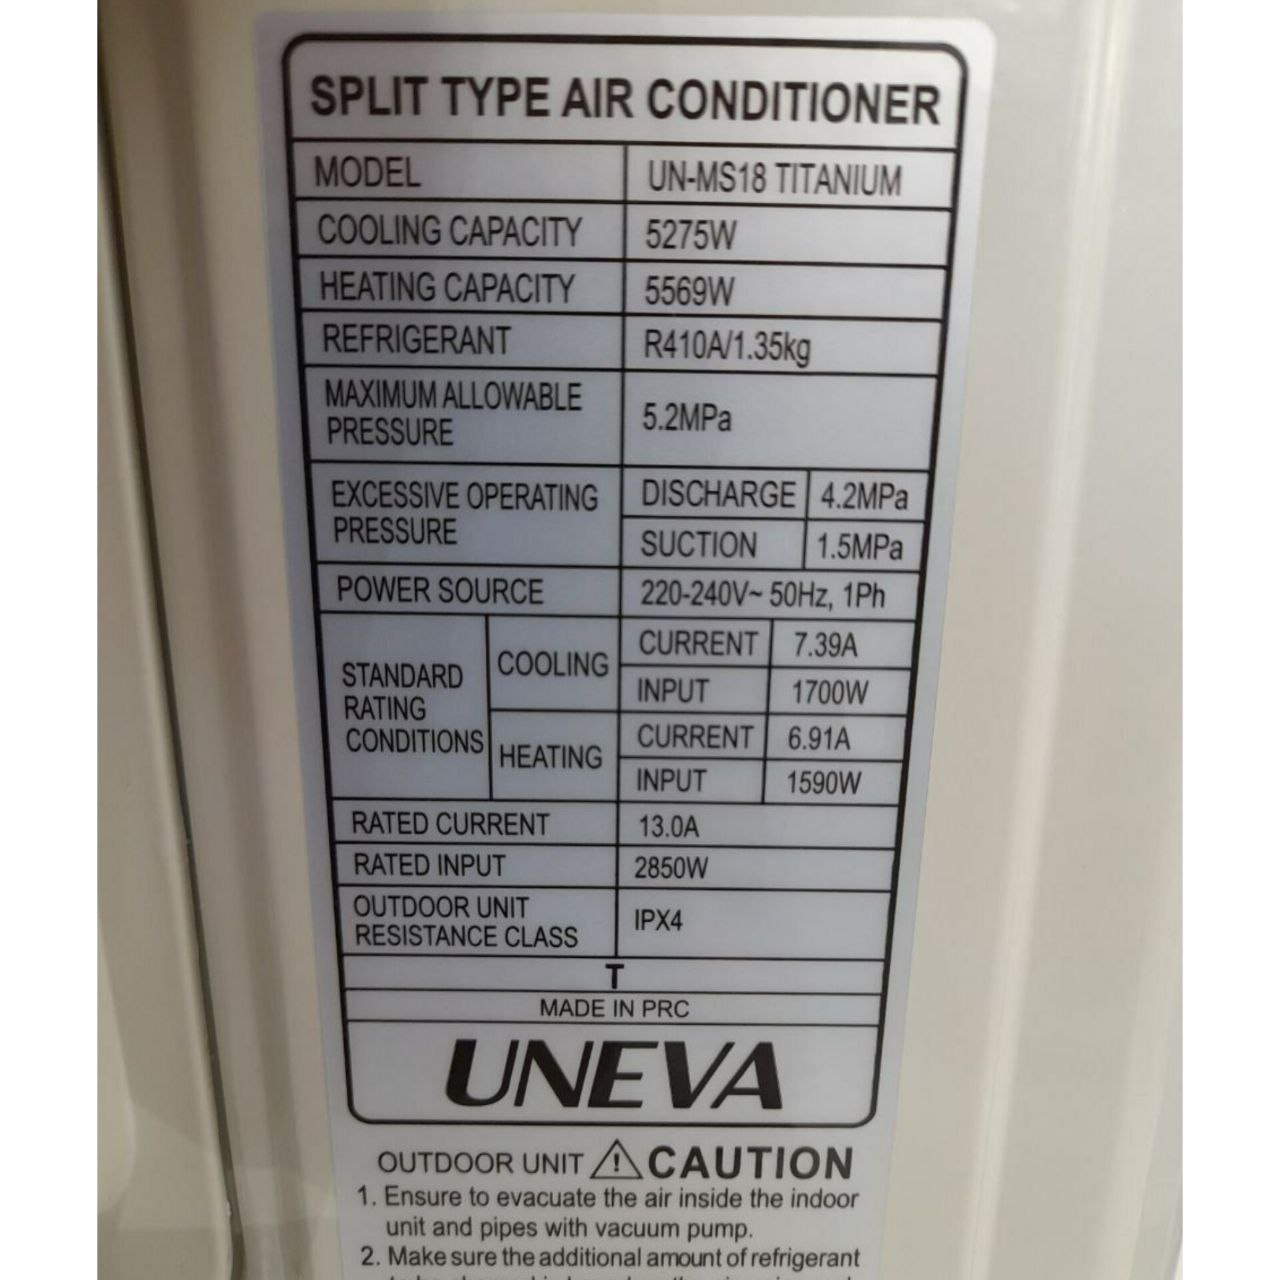 SPLIT TYPE AIR CONDITIONER
MODEL UN-MS18 TITANIUM
COOLING CAPACITY 5275W
HEATING CAPACITY 5569W
REFRIGERANT R410A/1.35kg
MAXIMUM ALLOWABLE
PRESSURE 5.2MPa
EXCESSIVE OPERATING
PRESSURE
DISCHARGE 4.2MPa
SUCTION 1.5MPa
POWER SOURCE 220-240V~ 50Hz, 1Ph
STANDARD
RATING
CONDITIONS
COOLING
CURRENT 7.39A
INPUT 1700W
HEATING
CURRENT 6.91A
INPUT 1590W
RATED CURRENT 13.0A
RATED INPUT 2850W
OUTDOOR UNIT
RESISTANCE CLASS IPX4
T
MADE IN PRC
UNEVA
OUTDOOR UNIT ⚠ CAUTION
1. Ensure to evacuate the air inside the indoor
unit and pipes with vacuum pump.
2. Make sure the additional amount of refrigerant